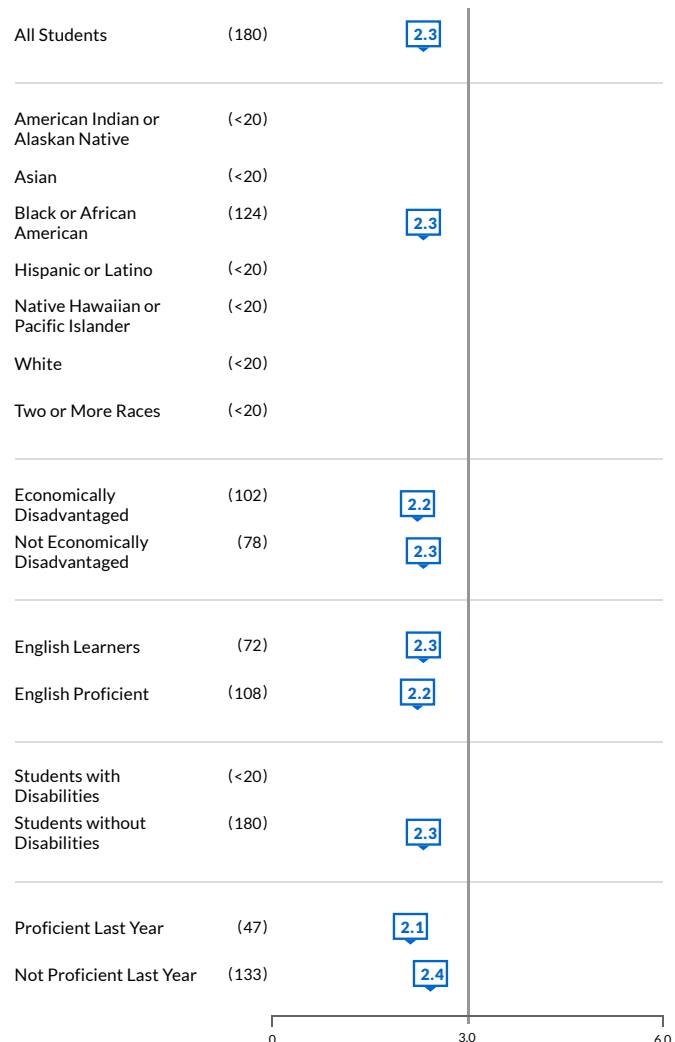 All Students (180) 2.3
American Indian or (<20)
Alaskan Native
Asian (<20)
Black or African (124) 2.3
American
Hispanic or Latino (<20)
Native Hawaiian or (<20)
Pacific Islander
White (<20)
Two or More Races (<20)
Economically (102) 2.2
Disadvantaged
Not Economically (78) 2.3
Disadvantaged
English Learners (72) 2.3
English Proficient (108) 2.2
Students with (<20)
Disabilities
Students without (180) 2.3
Disabilities
Proficient Last Year (47) 2.1
Not Proficient Last Year (133) 2.4
0 3.0 6.0